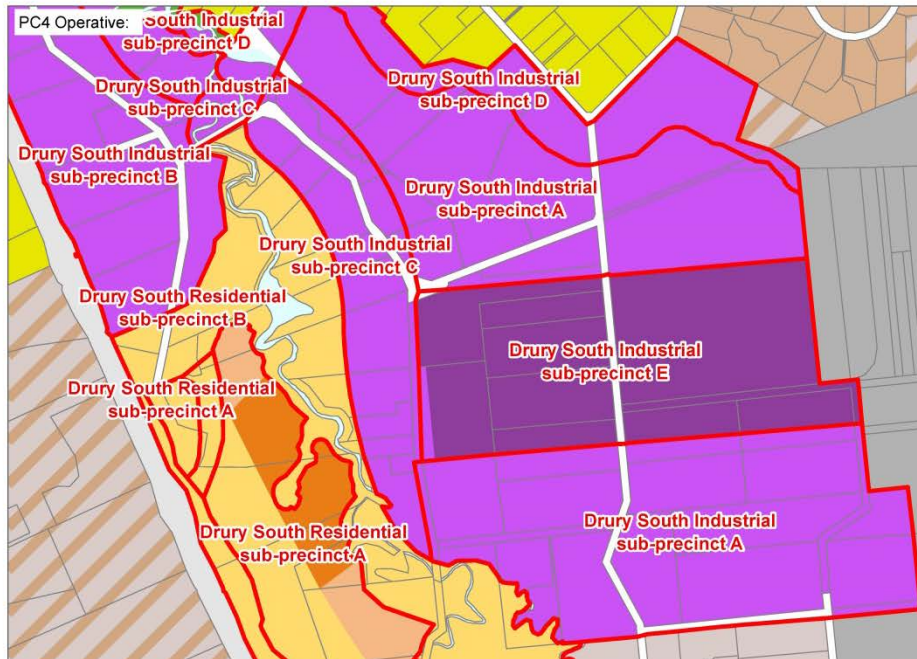 PC4 Operative:
South Industrial
sub-precinct D
Drury South Industrial
sub-precinct C
Drury South Industrial
sub-precinct D
Drury South Industrial
sub-precinct B
Drury South Industrial
sub-precinct A
Drury South Industrial
sub-precinct C
Drury South Residential
sub-precinct B
Drury South Industrial
sub-precinct E
Drury South Residential
sub-precinct A
Drury South Residential
sub-precinct A
Drury South Industrial
sub-precinct A